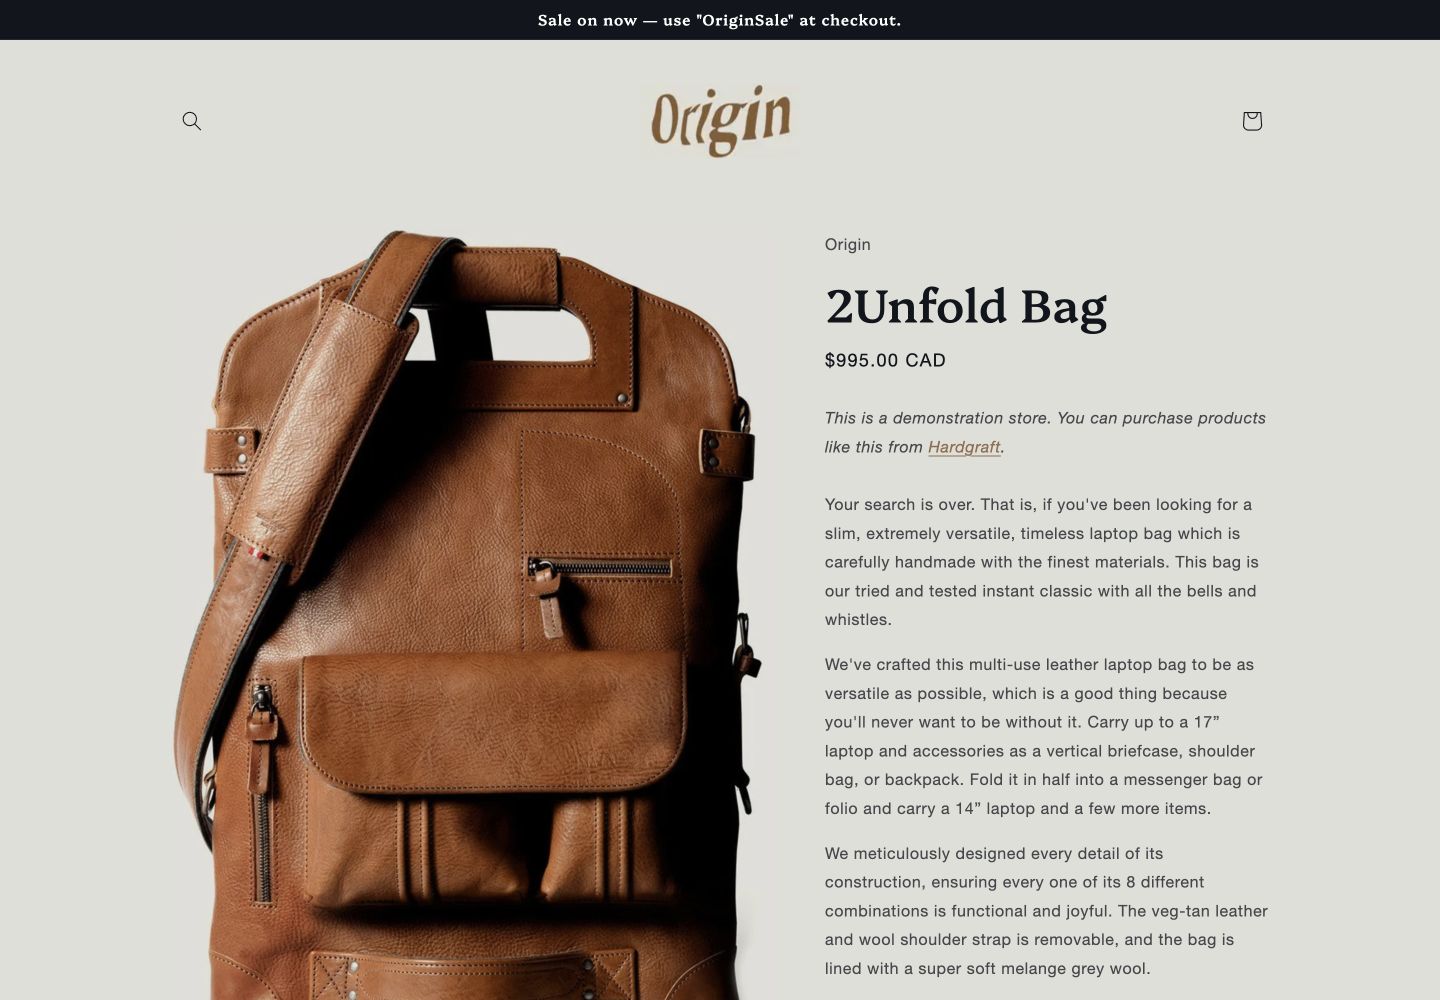 Sale on now — use "OriginSale" at checkout.
Origin
Origin
2Unfold Bag
$995.00 CAD
This is a demonstration store. You can purchase products
like this from Hardgraft.
Your search is over. That is, if you've been looking for a
slim, extremely versatile, timeless laptop bag which is
carefully handmade with the finest materials. This bag is
our tried and tested instant classic with all the bells and
whistles.
We've crafted this multi-use leather laptop bag to be as
versatile as possible, which is a good thing because
you'll never want to be without it. Carry up to a 17”
laptop and accessories as a vertical briefcase, shoulder
bag, or backpack. Fold it in half into a messenger bag or
folio and carry a 14” laptop and a few more items.
We meticulously designed every detail of its
construction, ensuring every one of its 8 different
combinations is functional and joyful. The veg-tan leather
and wool shoulder strap is removable, and the bag is
lined with a super soft melange grey wool.